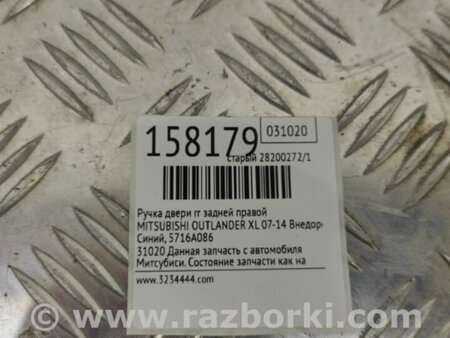 158179
031020
старый 28200272/1
Ручка двери rr задней правой
MITSUBISHI OUTLANDER XL 07-14 Внедор
Синий, 5716A086
31020 Данная запчасть с автомобиля
Митсубиси. Состояние запчасти как на
www.3234444.com
© - www.razborki.com -